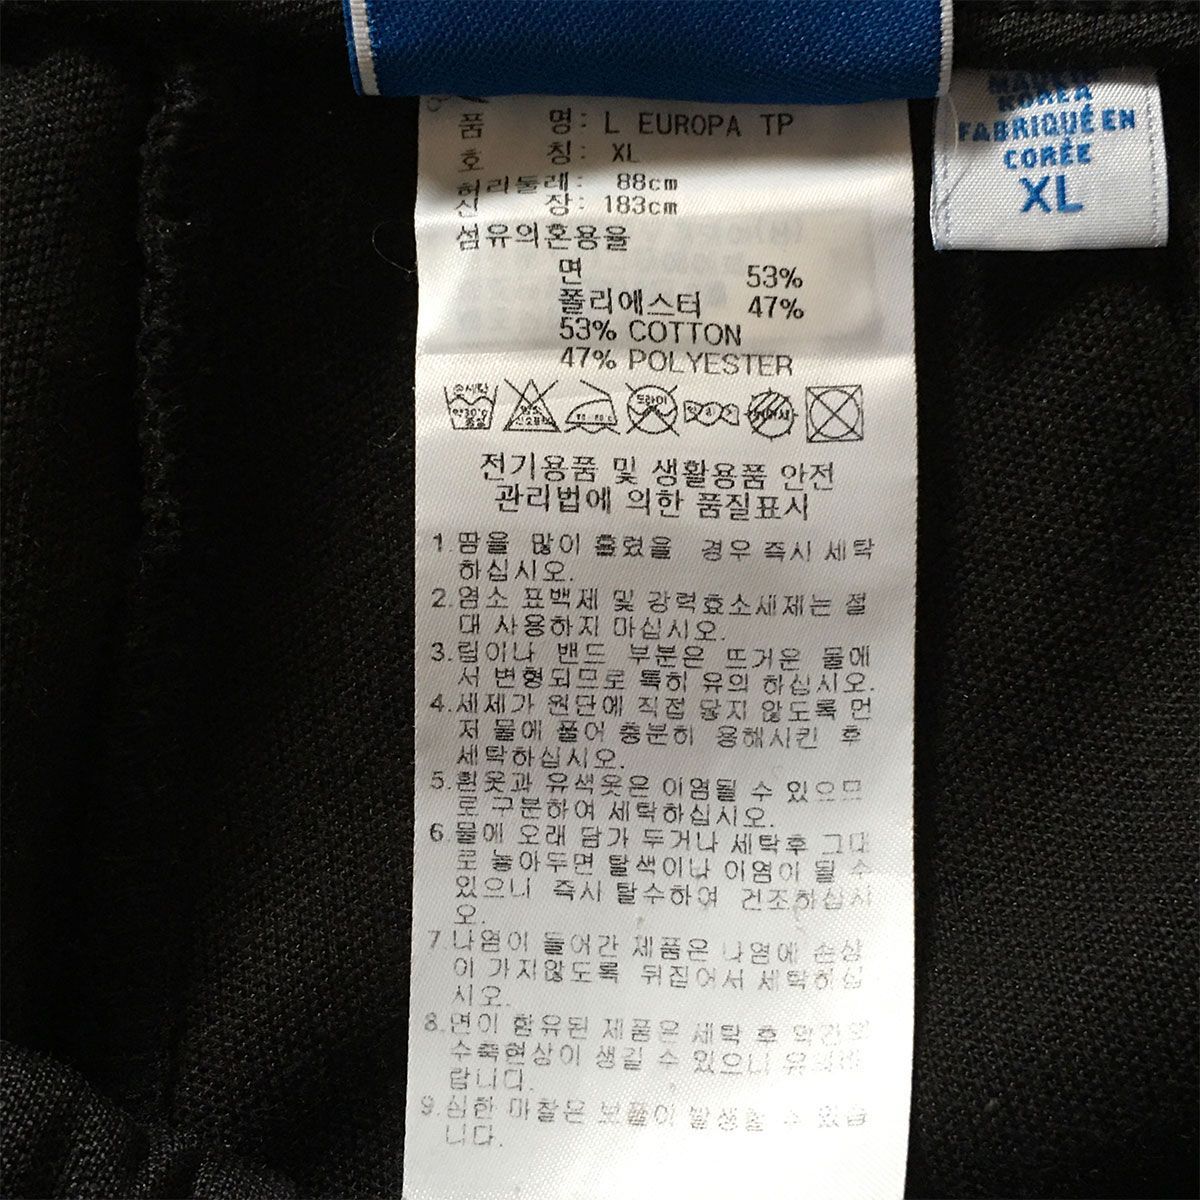 KOREA
FABRIQUÉ EN
CORÉE
XL
품 명: L EUROPA TP
호 칭: XL
허리둘레: 88cm
신 장: 183cm
섬유의혼용율
면 53%
폴리에스터 47%
53% COTTON
47% POLYESTER
손세탁
약30℃
중성
드라이
전기용품 및 생활용품 안전
관리법에 의한 품질표시
1.땀을 많이 흘렸을 경우 즉시 세탁
하십시오.
2.염소 표백제 및 강력효소세제는 절
대 사용하지 마십시오.
3.립이나 밴드 부분은 뜨거운 물에
서 변형되므로 특히 유의 하십시오.
4.세제가 원단에 직접 닿지 않도록 먼
저 물에 풀어 충분히 용해시킨 후
세탁하십시오.
5.흰옷과 유색옷은 이염될 수 있으므
로 구분하여 세탁하십시오.
6.물에 오래 담가 두거나 세탁후 그대
로 놓아두면 탈색이나 이염이 될 수
있으니 즉시 탈수하여 건조하십시
오.
7.나염이 들어간 제품은 나염에 손상
이 가지않도록 뒤집어서 세탁하십
시오.
8.면이 함유된 제품은 세탁 후 약간의
수축현상이 생길 수 있으니 유의바
랍니다.
9.심한 마찰은 보풀이 발생할 수 있습
니다.